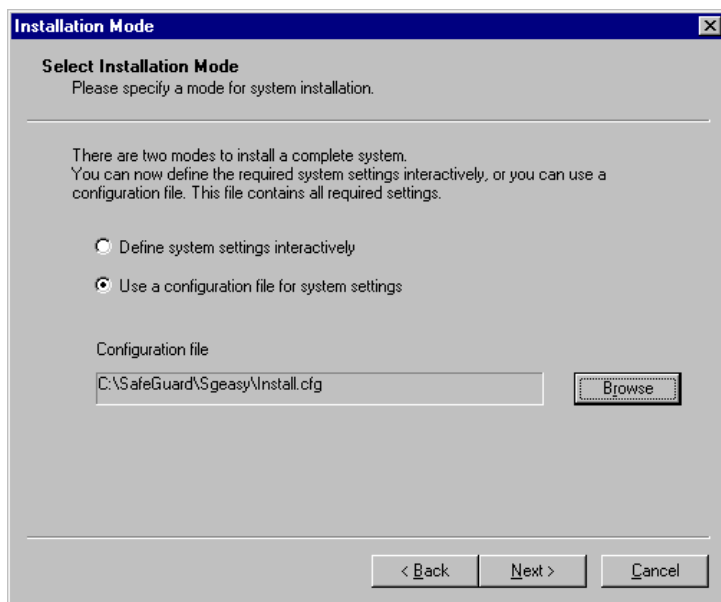 Installation Mode
Select Installation Mode
Please specify a mode for system installation.
There are two modes to install a complete system.
You can now define the required system settings interactively, or you can use a
configuration file. This file contains all required settings.
Define system settings interactively
Use a configuration file for system settings
Configuration file
C:\SafeGuard\Sgeasy\Install.cfg
Browse
< Back
Next >
Cancel